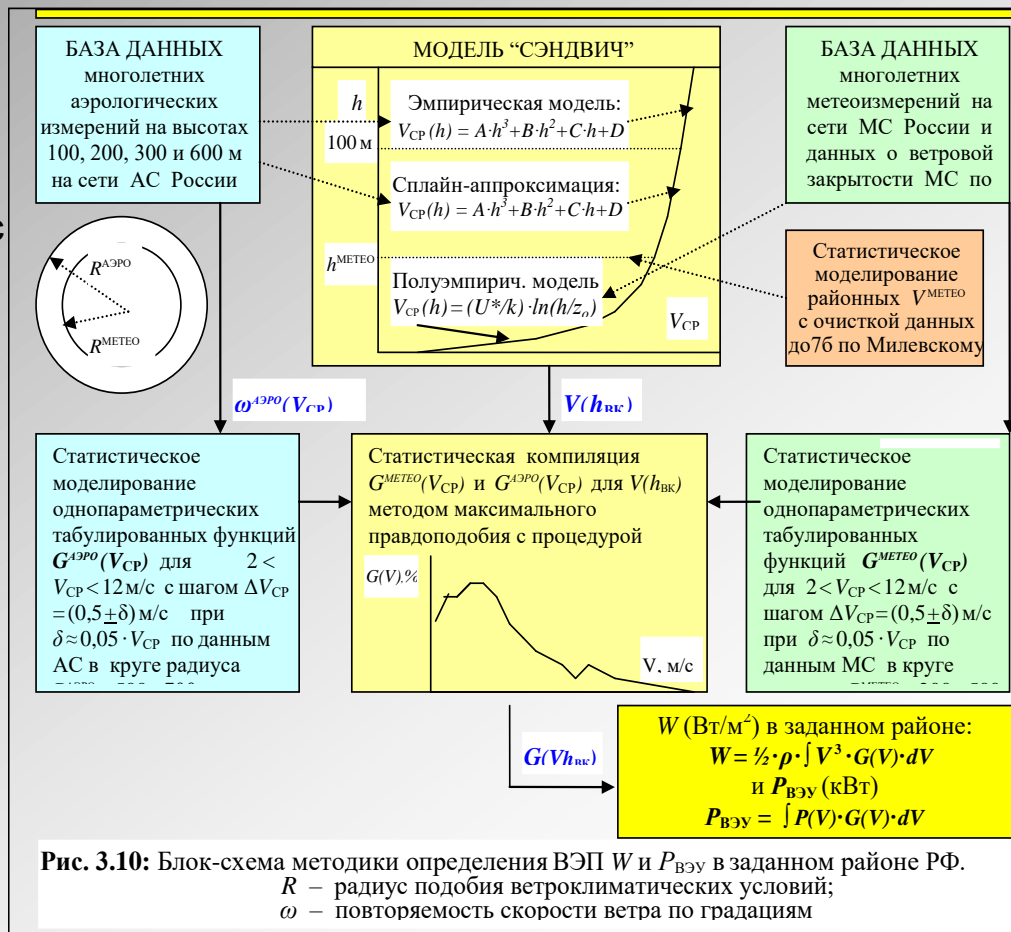 БАЗА ДАННЫХ
многолетних
аэрологических
измерений на высотах
100, 200, 300 и 600 м
на сети АС России
МОДЕЛЬ “СЭНДВИЧ”
h
Эмпирическая модель:
V_СР(h) = A·h³+B·h²+C·h+D
100 м
Сплайн-аппроксимация:
V_СР(h) = A·h³+B·h²+C·h+D
h^МЕТЕО
Полуэмпирич. модель
V_СР(h)=(U*/k)·ln(h/z_o)
V_СР
БАЗА ДАННЫХ
многолетних
метеоизмерений на
сети МС России и
данных о ветровой
закрытости МС по
R^АЭРО
R^МЕТЕО
Статистическое
моделирование
районных V^МЕТЕО
с очисткой данных
до7б по Милевскому
ω^АЭРО(V_СР)
V(h_ВК)
Статистическое
моделирование
однопараметрических
табулированных функций
G^АЭРО(V_СР) для 2 <
V_СР<12 м/с с шагом ΔV_СР
=(0,5±δ) м/с при
δ≈0,05·V_СР по данным
АС в круге радиуса
Статистическая компиляция
G^МЕТЕО(V_СР) и G^АЭРО(V_СР) для V(h_ВК)
методом максимального
правдоподобия с процедурой
G(V),%
V, м/с
Статистическое
моделирование
однопараметрических
табулированных
функций G^МЕТЕО(V_СР)
для 2<V_СР<12 м/с с
шагом ΔV_СР=(0,5±δ) м/с
при δ≈0,05·V_СР по
данным МС в круге
G(Vh_ВК)
W (Вт/м²) в заданном районе:
W = ½·ρ·∫V³·G(V)·dV
и P_ВЭУ (кВт)
P_ВЭУ = ∫P(V)·G(V)·dV
Рис. 3.10: Блок-схема методики определения ВЭП W и P_ВЭУ в заданном районе РФ.
R – радиус подобия ветроклиматических условий;
ω – повторяемость скорости ветра по градациям